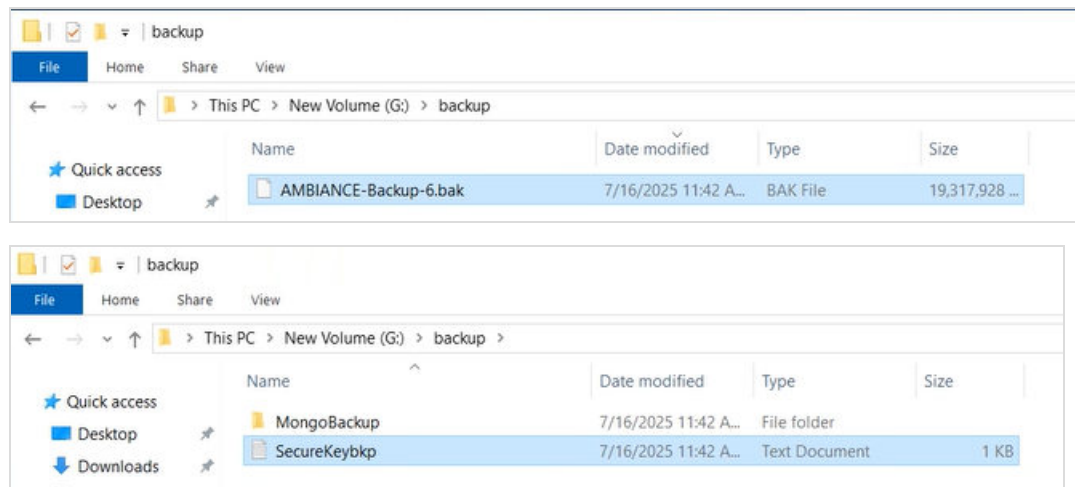 backup
File Home Share View
This PC > New Volume (G:) > backup
Name Date modified Type Size
Quick access
AMBIANCE-Backup-6.bak 7/16/2025 11:42 A... BAK File 19,317,928 ...
Desktop
backup
File Home Share View
This PC > New Volume (G:) > backup >
Name Date modified Type Size
Quick access
MongoBackup 7/16/2025 11:42 A... File folder
Desktop
SecureKeybkp 7/16/2025 11:42 A... Text Document 1 KB
Downloads